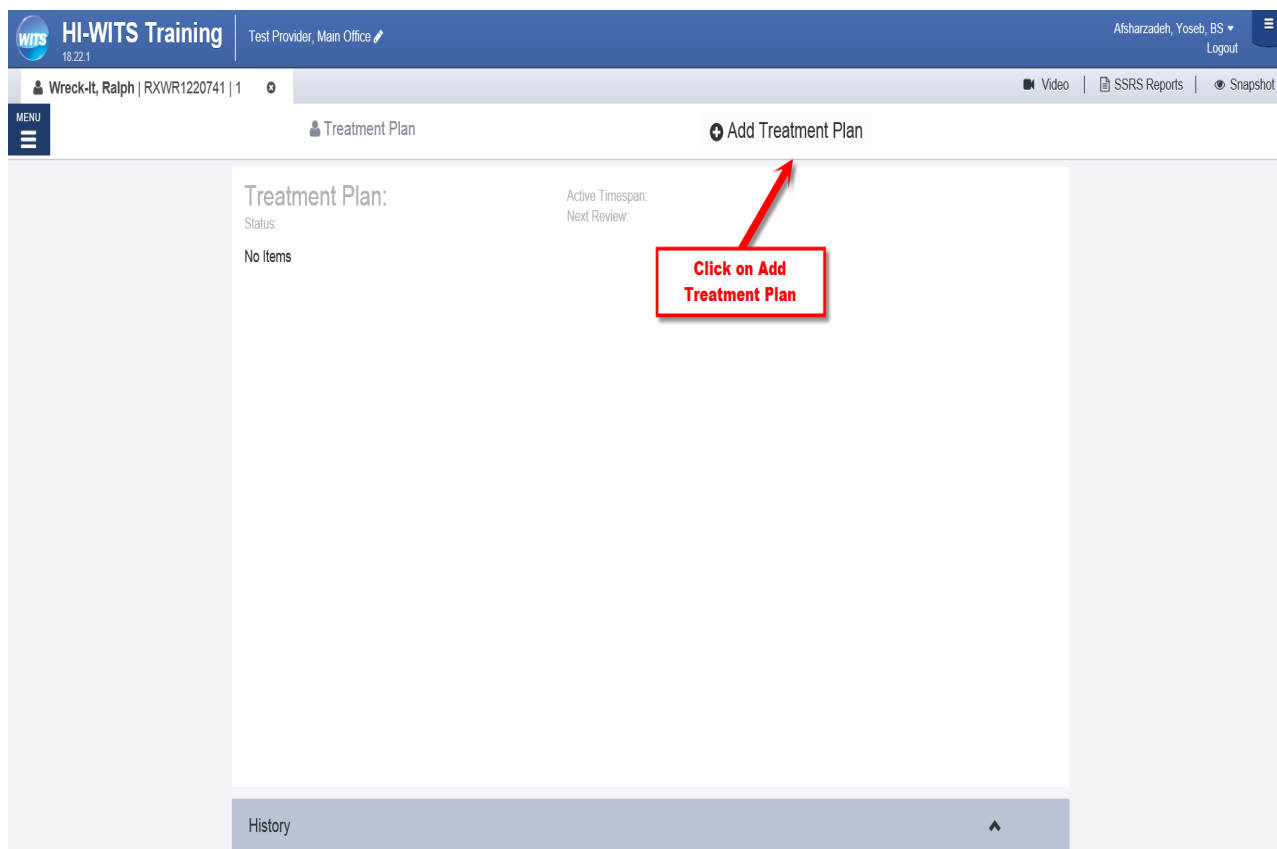 WITS
HI-WITS Training
18.22.1
Test Provider, Main Office
Afsharzadeh, Yoseb, BS
Logout
Wreck-It, Ralph | RXWR1220741 | 1
Video | SSRS Reports | Snapshot
MENU
Treatment Plan
Add Treatment Plan
Treatment Plan:
Status:
Active Timespan:
Next Review:
No Items
Click on Add
Treatment Plan
History